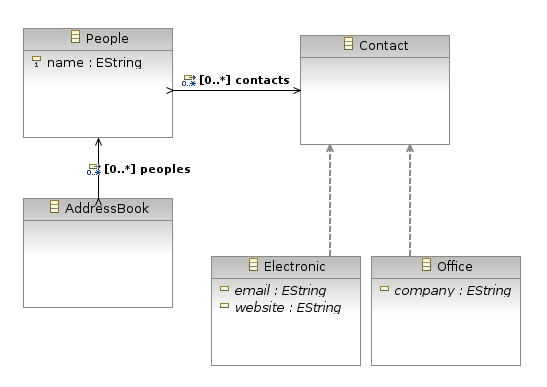 People
name : EString
Contact
[0..*] contacts
0..*
[0..*] peoples
0..*
AddressBook
Electronic
email : EString
website : EString
Office
company : EString